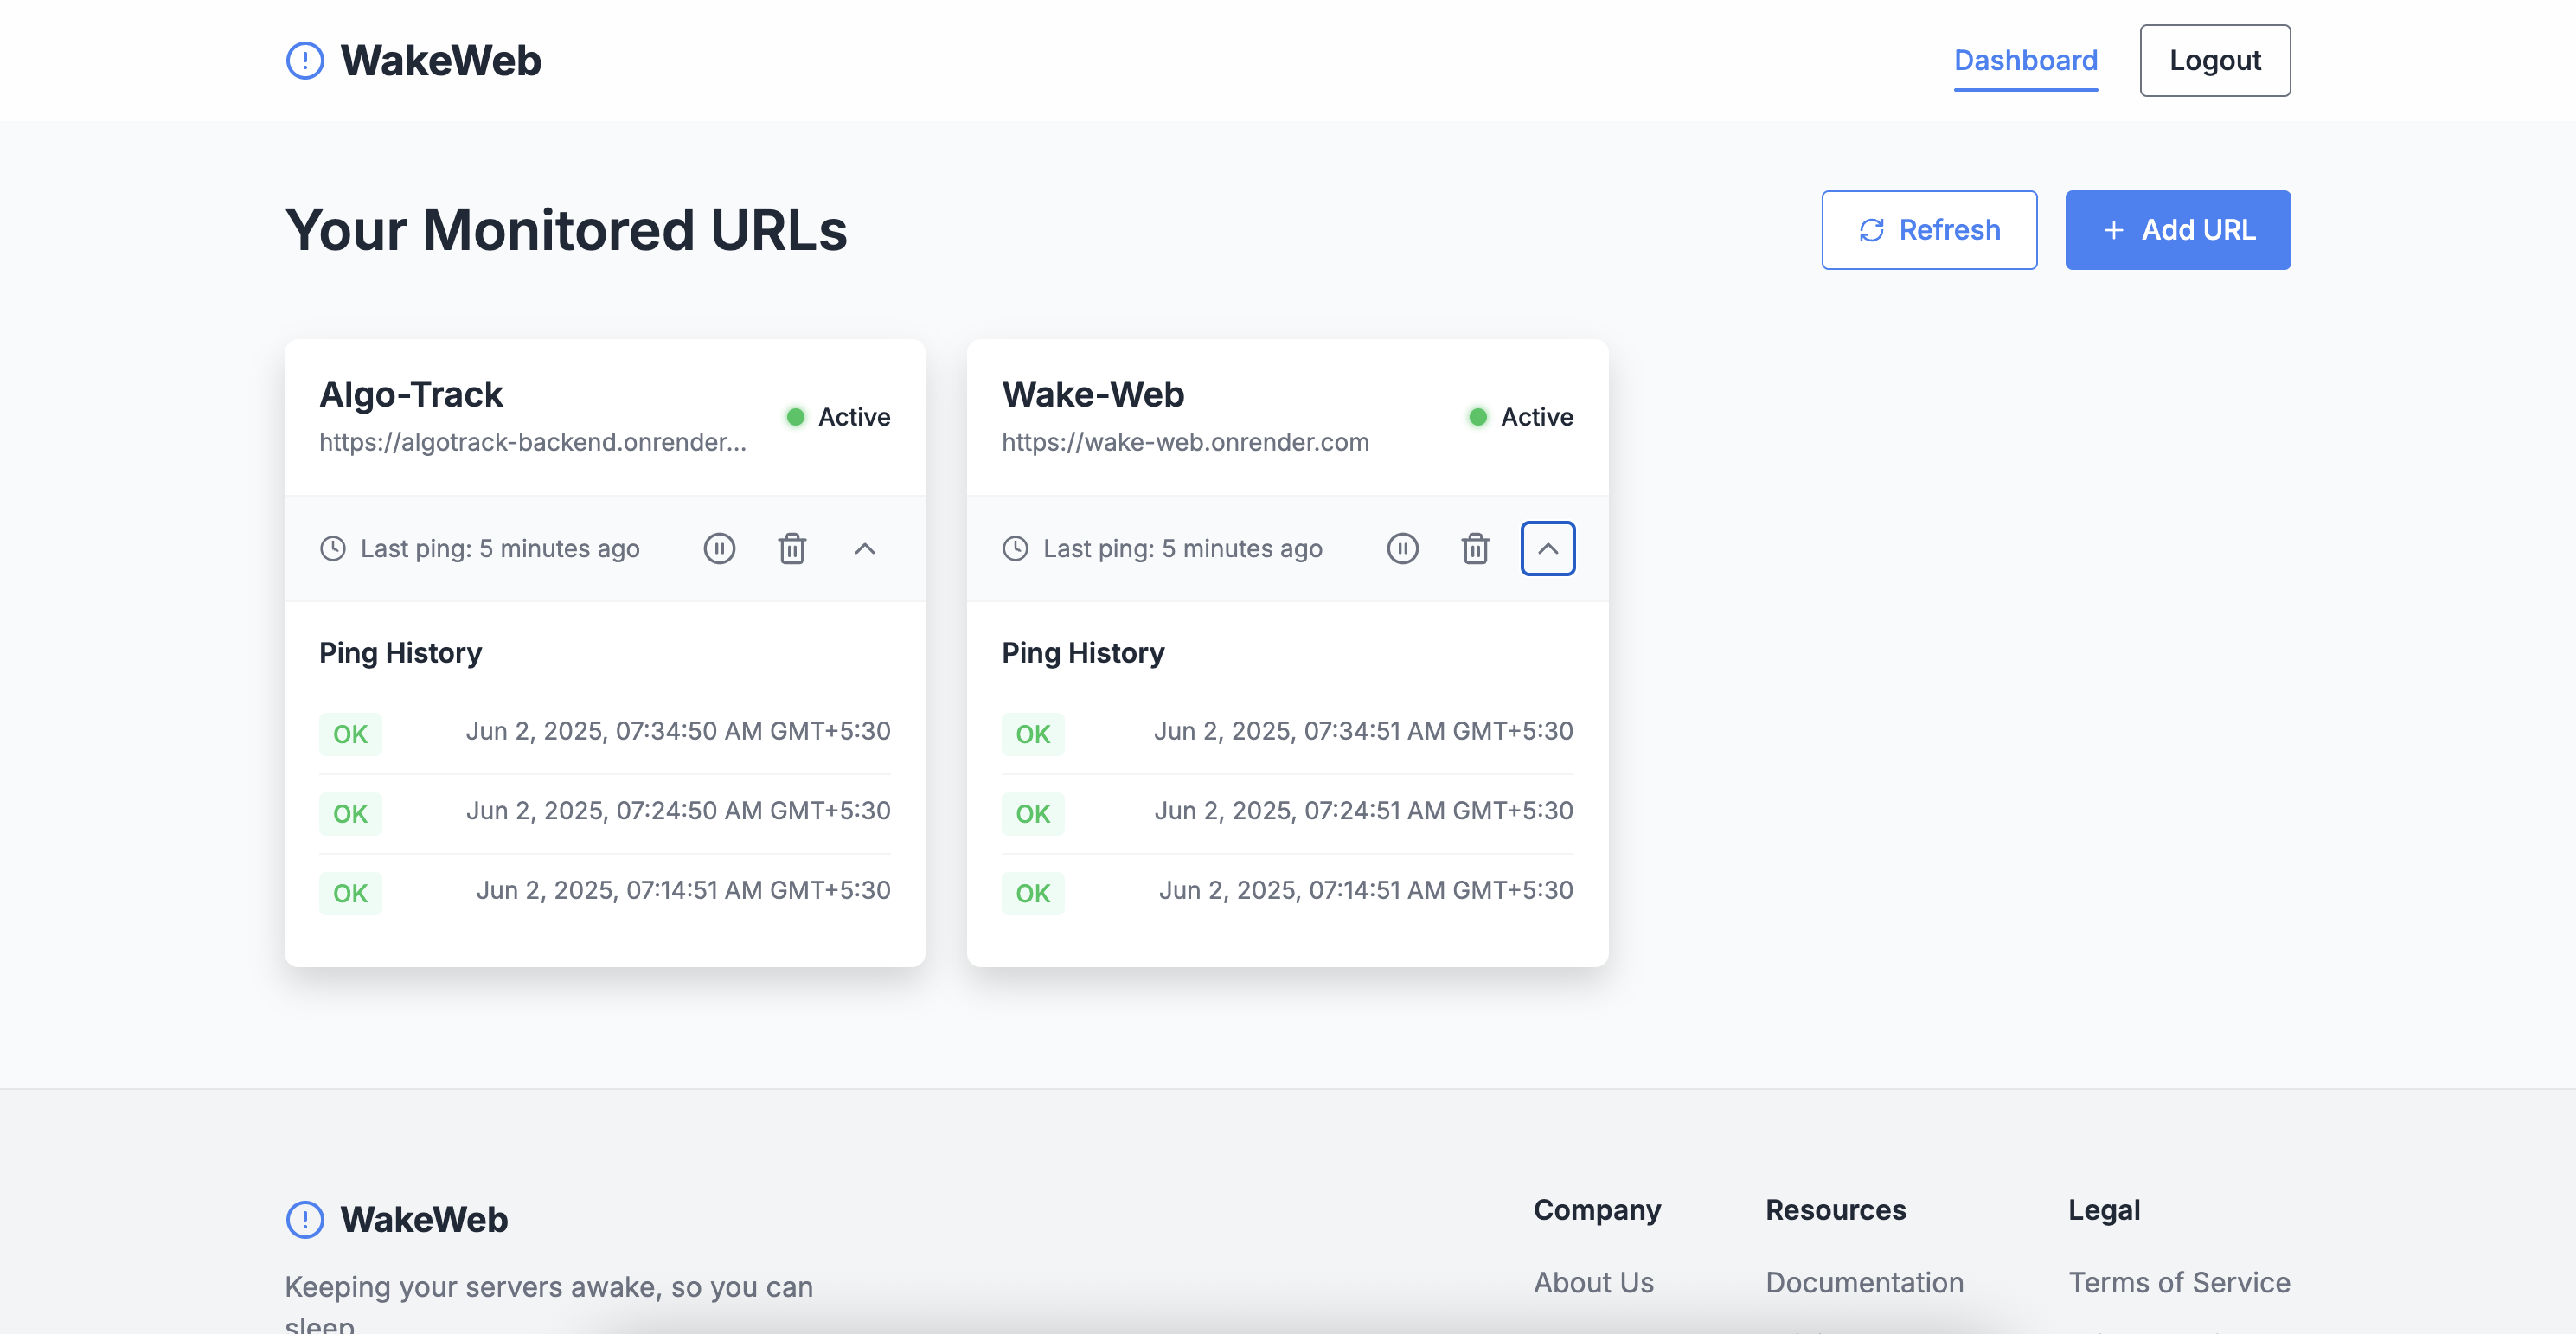 WakeWeb
Dashboard
Logout
Your Monitored URLs
Refresh
Add URL
Algo-Track
https://algotrack-backend.onrender...
Active
Last ping: 5 minutes ago
Ping History
OK Jun 2, 2025, 07:34:50 AM GMT+5:30
OK Jun 2, 2025, 07:24:50 AM GMT+5:30
OK Jun 2, 2025, 07:14:51 AM GMT+5:30
Wake-Web
https://wake-web.onrender.com
Active
Last ping: 5 minutes ago
Ping History
OK Jun 2, 2025, 07:34:51 AM GMT+5:30
OK Jun 2, 2025, 07:24:51 AM GMT+5:30
OK Jun 2, 2025, 07:14:51 AM GMT+5:30
WakeWeb
Keeping your servers awake, so you can
sleep
Company
About Us
Resources
Documentation
Legal
Terms of Service